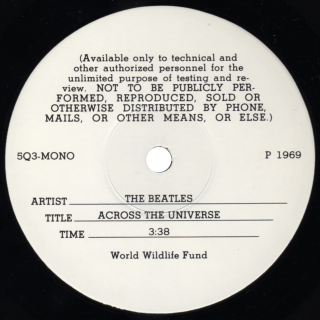 (Available only to technical and
other authorized personnel for the
unlimited purpose of testing and re-
view. NOT TO BE PUBLICLY PER-
FORMED, REPRODUCED, SOLD OR
OTHERWISE DISTRIBUTED BY PHONE,
MAILS, OR OTHER MEANS, OR ELSE.)
5Q3-MONO P 1969
ARTIST THE BEATLES
TITLE ACROSS THE UNIVERSE
TIME 3:38
World Wildlife Fund